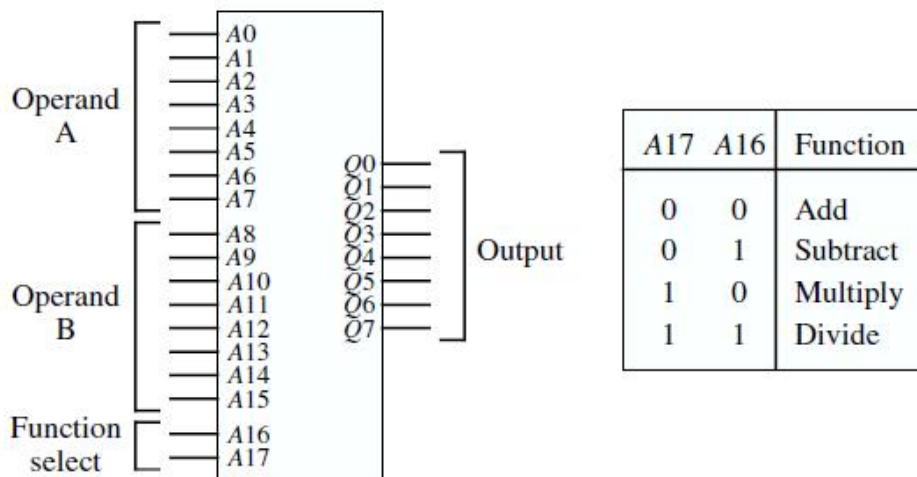 Operand
A
A0
A1
A2
A3
A4
A5
A6
A7
Operand
B
A8
A9
A10
A11
A12
A13
A14
A15
Function
select
A16
A17
Q0
Q1
Q2
Q3
Q4
Q5
Q6
Q7
Output
A17 A16 Function
0 0 Add
0 1 Subtract
1 0 Multiply
1 1 Divide